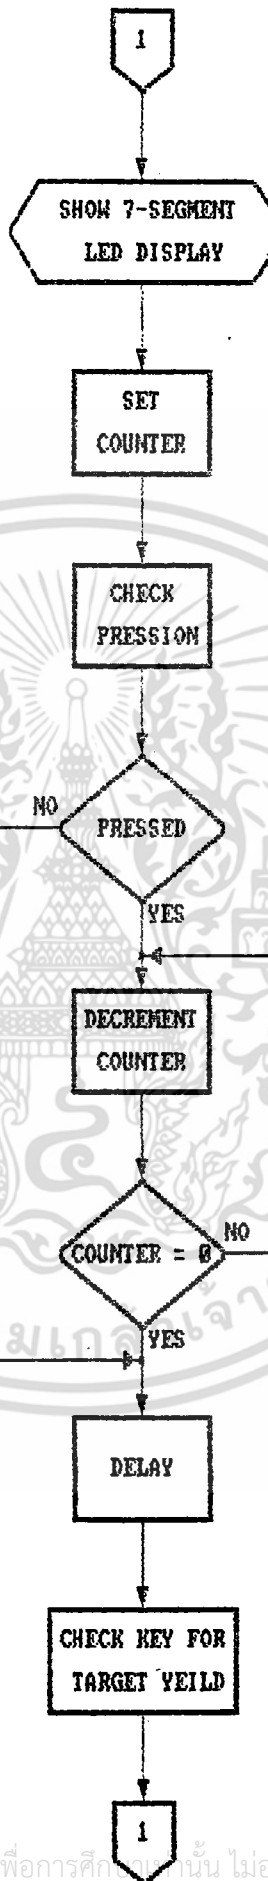 1
SHOW 7-SEGMENT
LED DISPLAY
SET
COUNTER
CHECK
PRESSION
NO
PRESSED
YES
DECREMENT
COUNTER
COUNTER = 0
NO
YES
DELAY
CHECK KEY FOR
TARGET YEILD
1